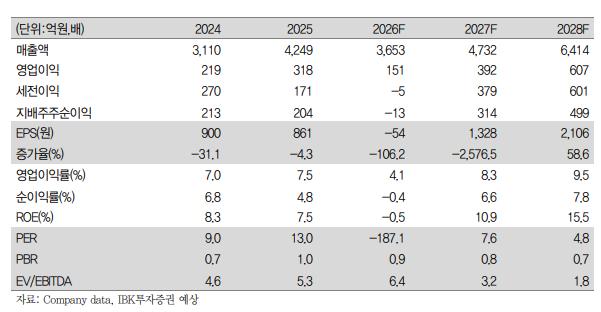 (단위:억원,배) 2024 2025 2026F 2027F 2028F
매출액 3,110 4,249 3,653 4,732 6,414
영업이익 219 318 151 392 607
세전이익 270 171 −5 379 601
지배주주순이익 213 204 −13 314 499
EPS(원) 900 861 −54 1,328 2,106
증가율(%) −31.1 −4.3 −106.2 −2,576.5 58.6
영업이익률(%) 7.0 7.5 4.1 8.3 9.5
순이익률(%) 6.8 4.8 −0.4 6.6 7.8
ROE(%) 8.3 7.5 −0.5 10.9 15.5
PER 9.0 13.0 −187.1 7.6 4.8
PBR 0.7 1.0 0.9 0.8 0.7
EV/EBITDA 4.6 5.3 6.4 3.2 1.8
자료: Company data, IBK투자증권 예상